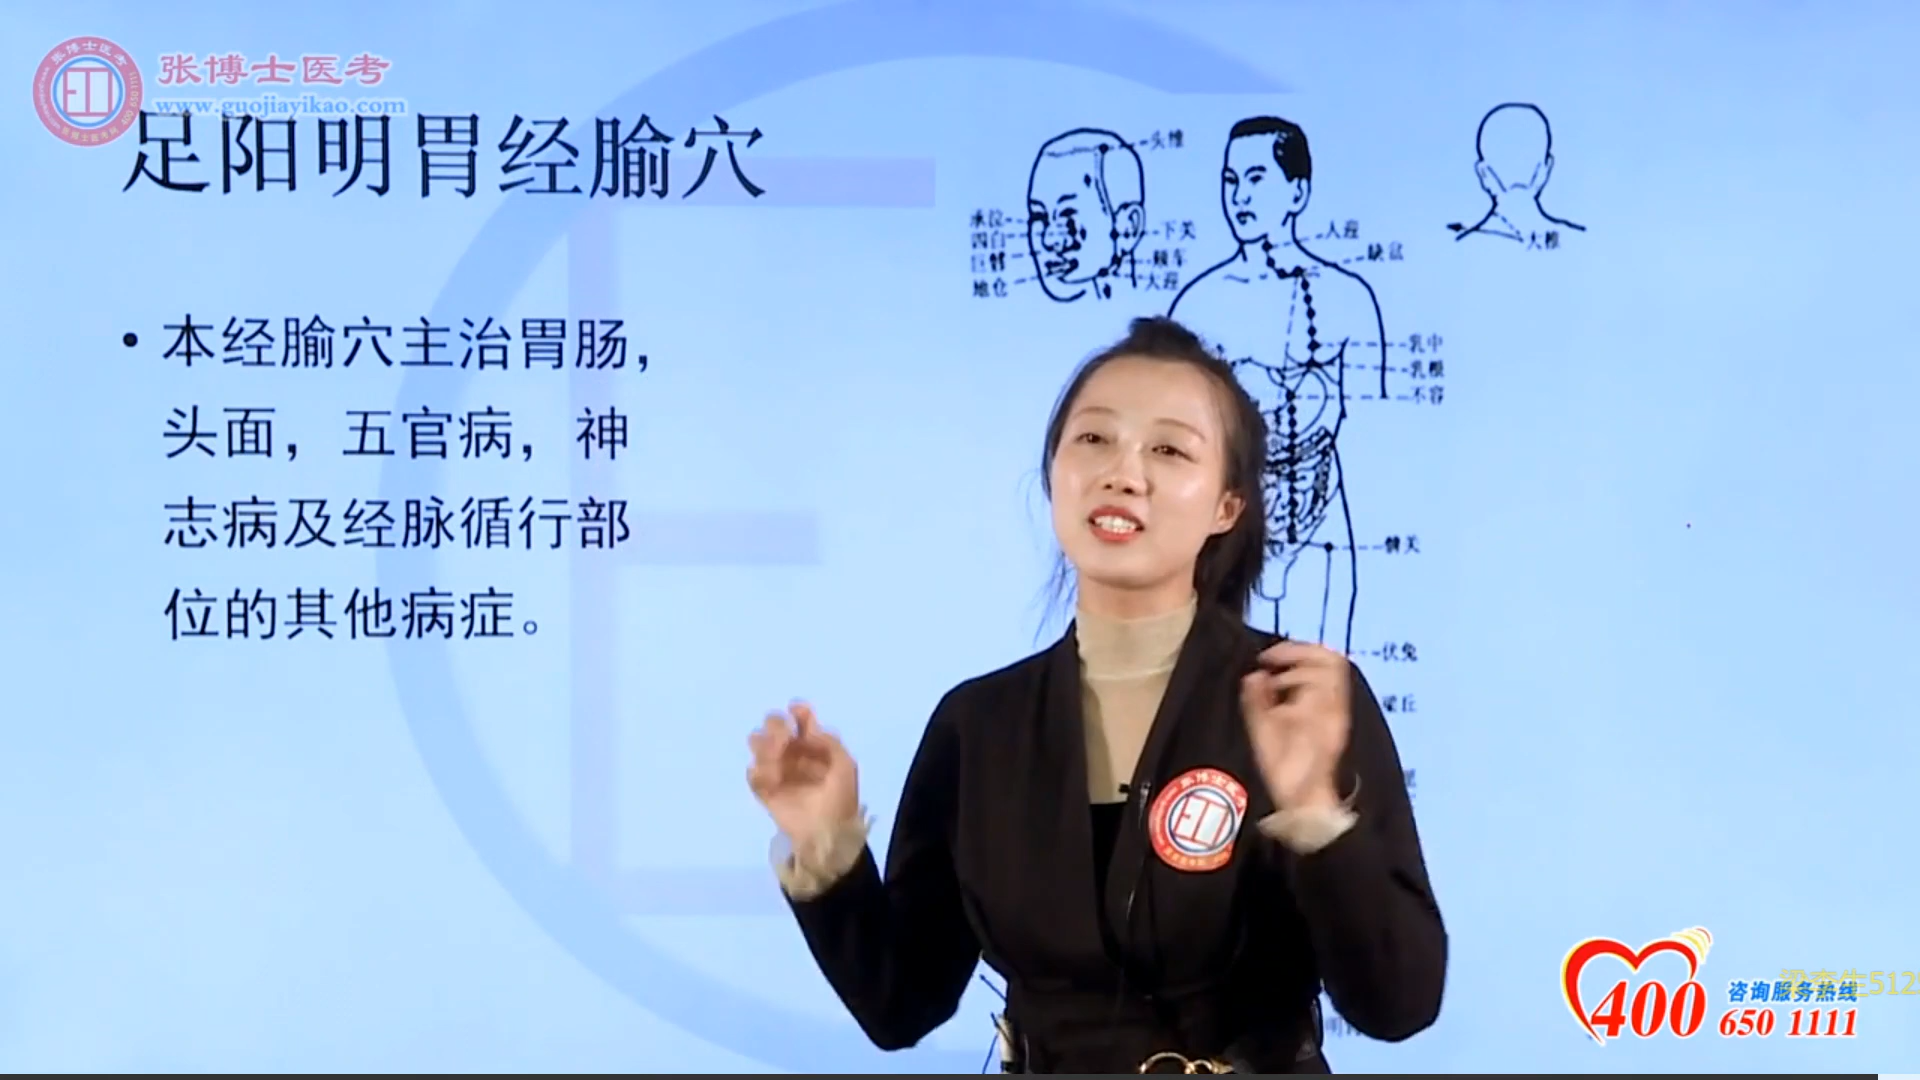 张博士医考
www.guojiayikao.com
足阳明胃经腧穴
• 本经腧穴主治胃肠，
头面，五官病，神
志病及经脉循行部
位的其他病症。
头维
承泣
四白
巨髎
地仓
下关
颊车
大迎
人迎
缺盆
大椎
乳中
乳根
不容
髀关
伏兔
梁丘
400 咨询服务热线
650 1111